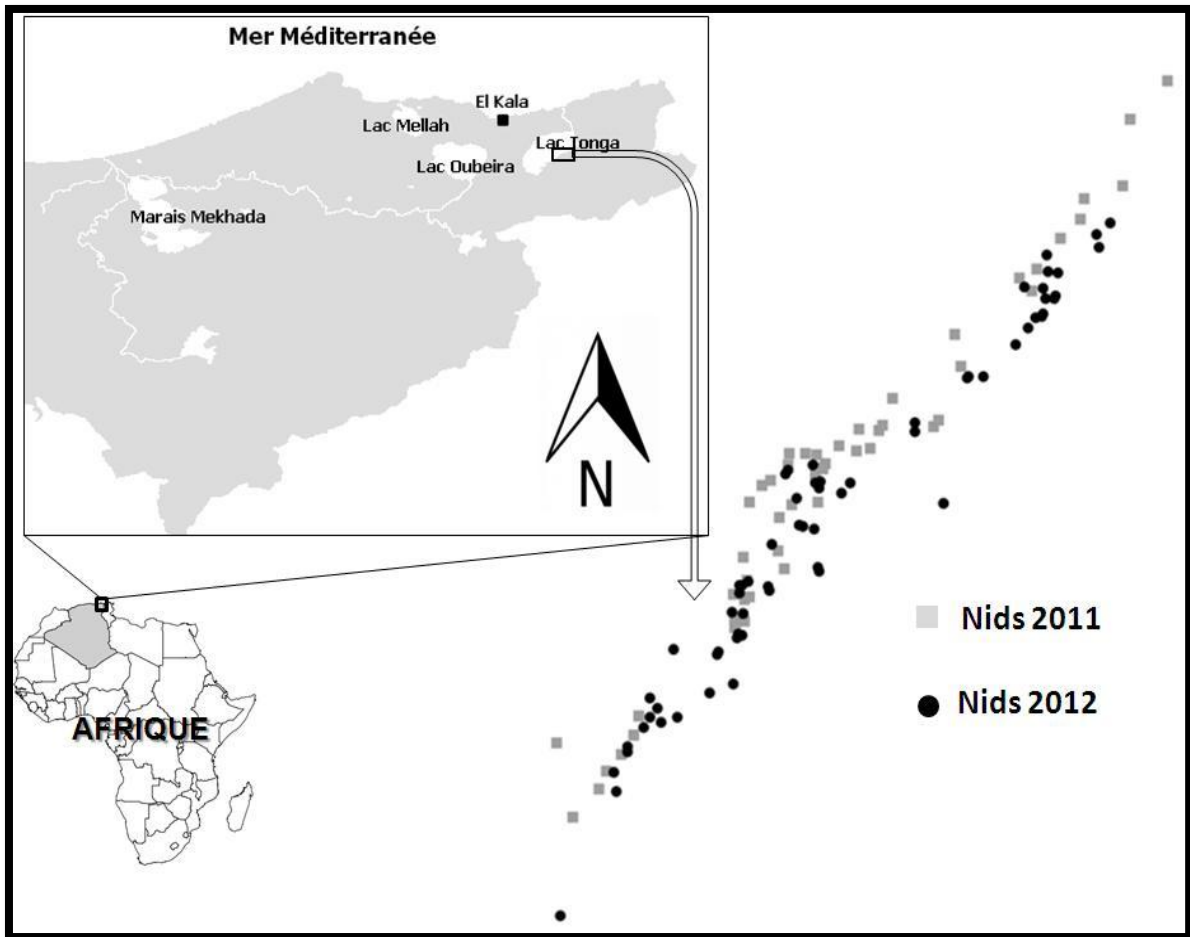 Mer Méditerranée
El Kala
Lac Mellah
Lac Tonga
Lac Oubeira
Marais Mekhada
N
Nids 2011
Nids 2012
AFRIQUE